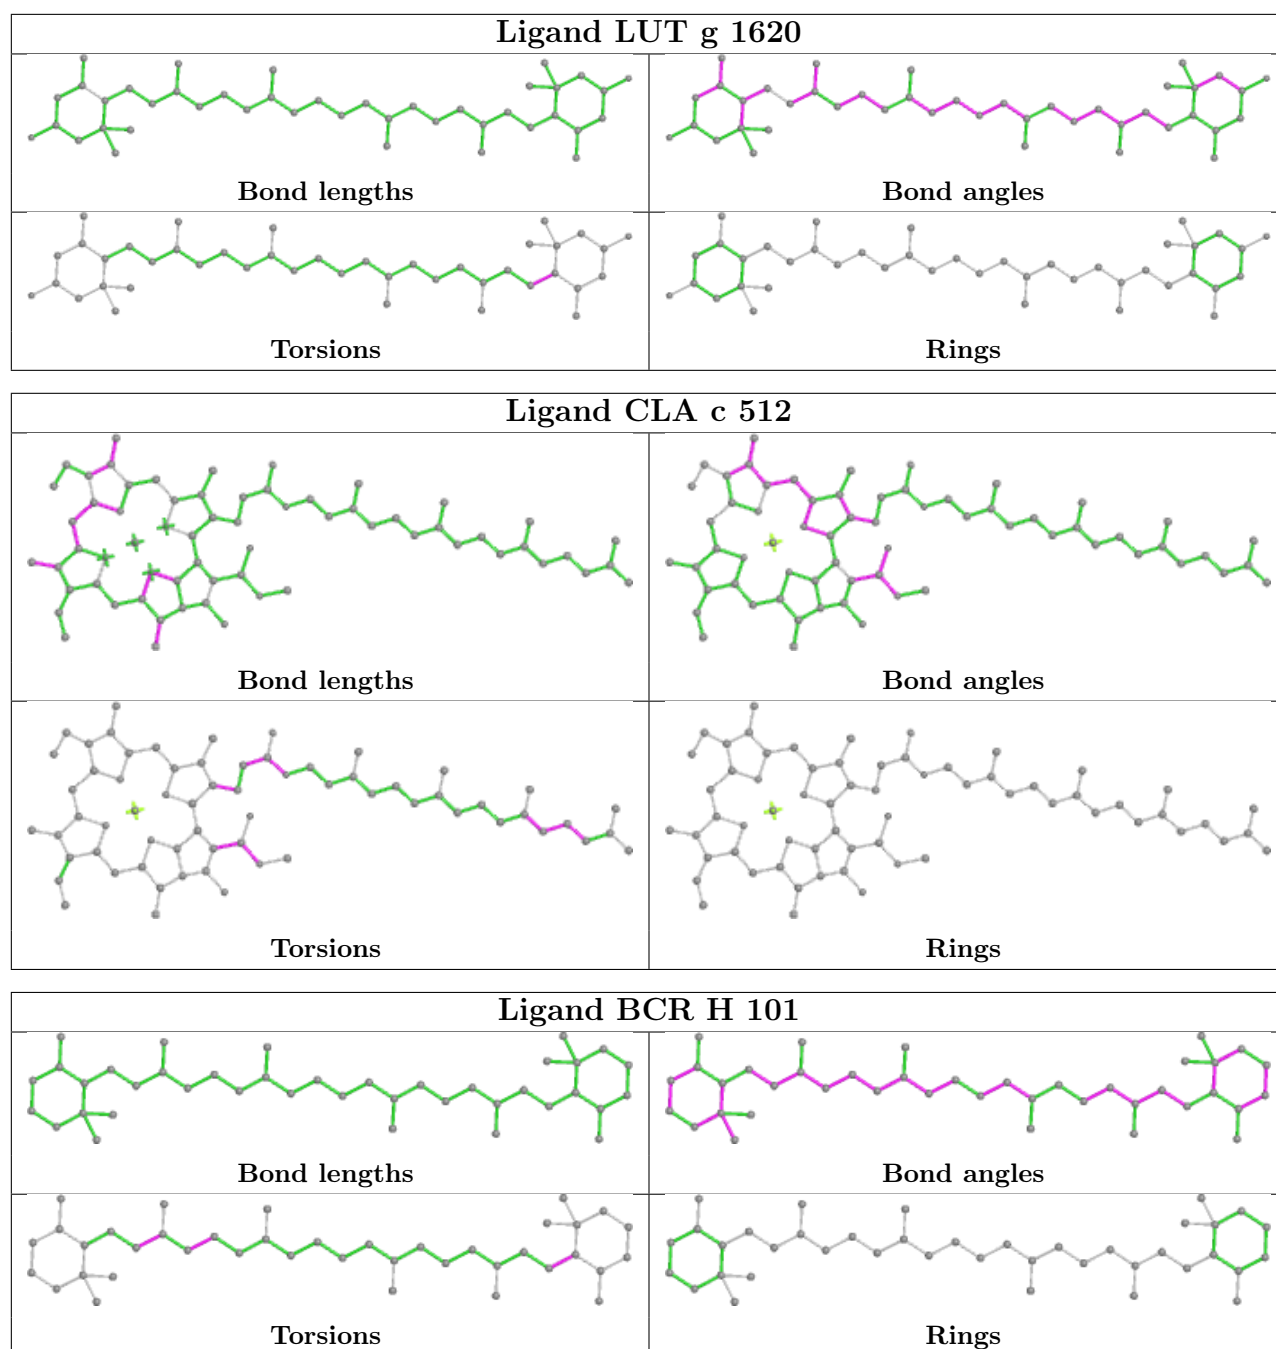 Ligand LUT g 1620
Bond lengths
Bond angles
Torsions
Rings
Ligand CLA c 512
Bond lengths
Bond angles
Torsions
Rings
Ligand BCR H 101
Bond lengths
Bond angles
Torsions
Rings